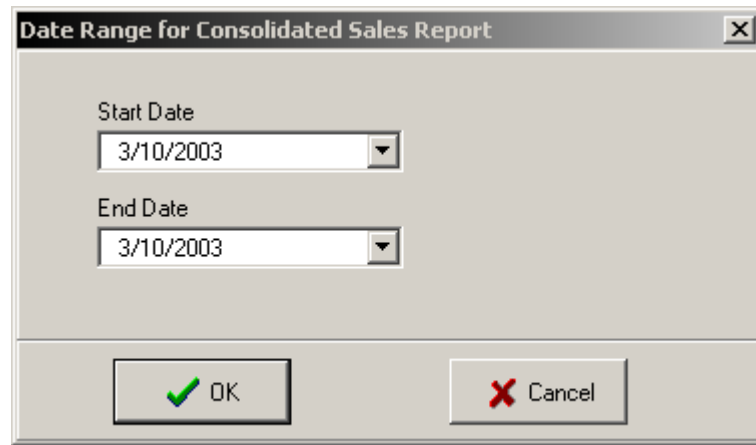 Date Range for Consolidated Sales Report
Start Date
3/10/2003
End Date
3/10/2003
OK Cancel